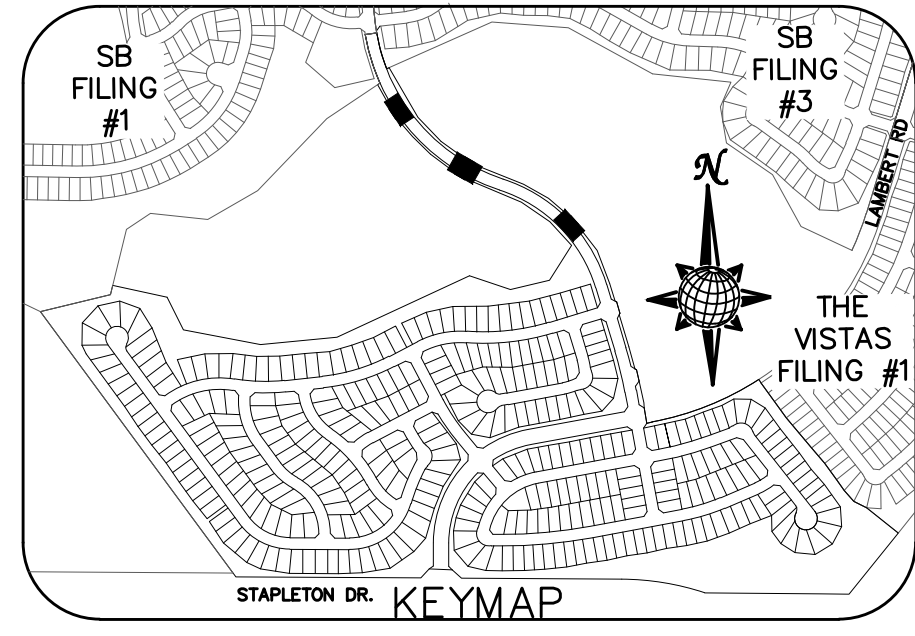 SB
FILING
#1
SB
FILING
#3
LAMBERT RD
N
THE
VISTAS
FILING #1
STAPLETON DR.
KEYMAP